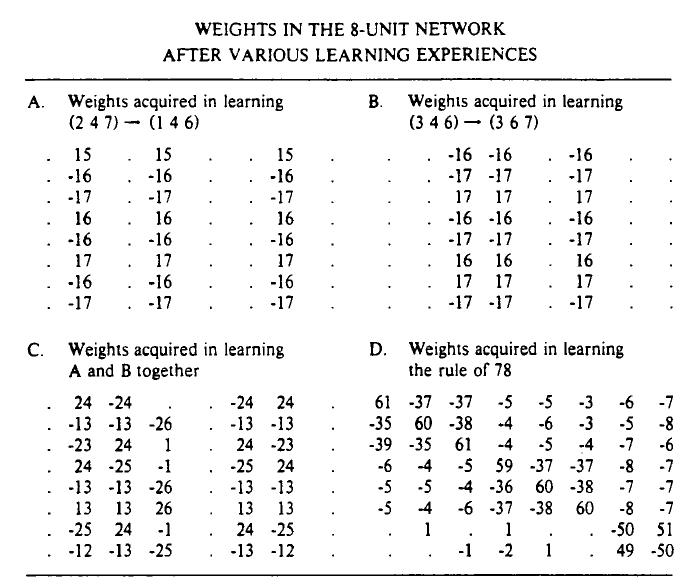 WEIGHTS IN THE 8-UNIT NETWORK
AFTER VARIOUS LEARNING EXPERIENCES
A. Weights acquired in learning
(2 4 7) → (1 4 6)
. 15 . 15 . . 15 .
. -16 . -16 . . -16 .
. -17 . -17 . . -17 .
. 16 . 16 . . 16 .
. -16 . -16 . . -16 .
. 17 . 17 . . 17 .
. -16 . -16 . . -16 .
. -17 . -17 . . -17 .
B. Weights acquired in learning
(3 4 6) → (3 6 7)
. . -16 -16 . -16 . .
. . -17 -17 . -17 . .
. . 17 17 . 17 . .
. . -16 -16 . -16 . .
. . -17 -17 . -17 . .
. . 16 16 . 16 . .
. . 17 17 . 17 . .
. . -17 -17 . -17 . .
C. Weights acquired in learning
A and B together
. 24 -24 . . -24 24 .
. -13 -13 -26 . -13 -13 .
. -23 24 1 . 24 -23 .
. 24 -25 -1 . -25 24 .
. -13 -13 -26 . -13 -13 .
. 13 13 26 . 13 13 .
. -25 24 -1 . 24 -25 .
. -12 -13 -25 . -13 -12 .
D. Weights acquired in learning
the rule of 78
61 -37 -37 -5 -5 -3 -6 -7
-35 60 -38 -4 -6 -3 -5 -8
-39 -35 61 -4 -5 -4 -7 -6
-6 -4 -5 59 -37 -37 -8 -7
-5 -5 -4 -36 60 -38 -7 -7
-5 -4 -6 -37 -38 60 -8 -7
. 1 . 1 . . -50 51
. . -1 -2 1 . 49 -50